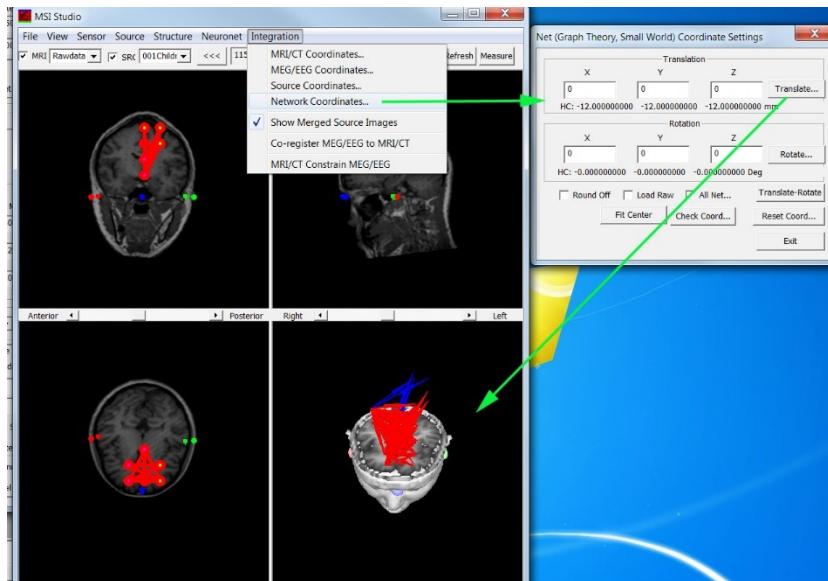 MSI Studio
File View Sensor Source Structure Neuronet Integration
MRI Rawdata SRC 001Childr <<< 115 Refresh Measure
MRI/CT Coordinates...
MEG/EEG Coordinates...
Source Coordinates...
Network Coordinates...
Show Merged Source Images
Co-register MEG/EEG to MRI/CT
MRI/CT Constrain MEG/EEG
Anterior Posterior Right Left
Net (Graph Theory, Small World) Coordinate Settings
Translation
X Y Z
0 0 0 Translate...
HC: -12.000000000 -12.000000000 -12.000000000 mm
Rotation
X Y Z
0 0 0 Rotate...
HC: -0.000000000 -0.000000000 -0.000000000 Deg
Round Off Load Raw All Net... Translate-Rotate
Fit Center Check Coord... Reset Coord...
Exit